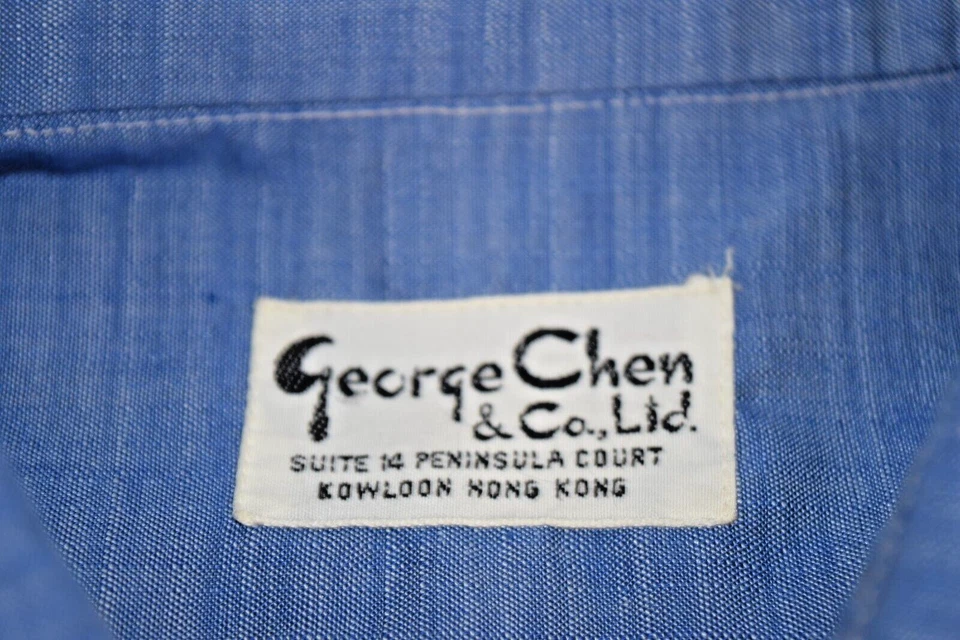 George Chen
& Co., Ltd.
SUITE 14 PENINSULA COURT
KOWLOON HONG KONG